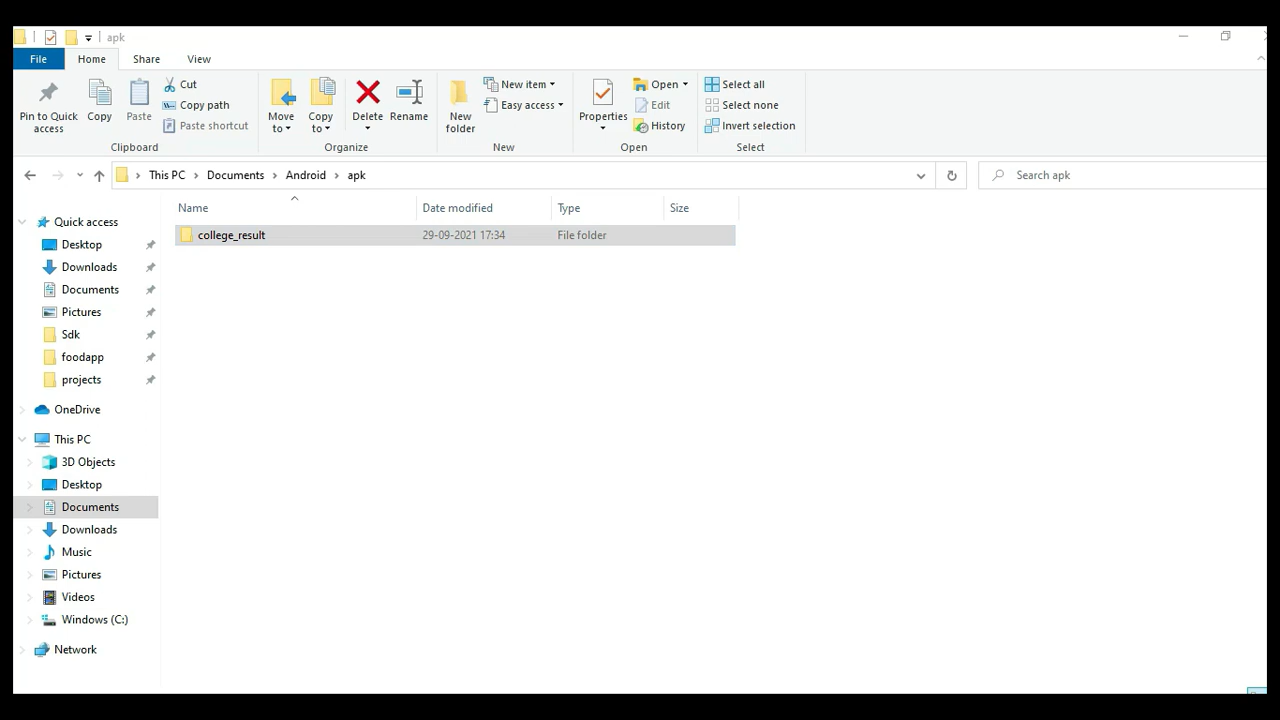 apk
File Home Share View
Pin to Quick access
Copy
Paste
Cut
Copy path
Paste shortcut
Clipboard
Move to
Copy to
Delete
Rename
Organize
New folder
New item
Easy access
New
Properties
Open
Edit
History
Open
Select all
Select none
Invert selection
Select
This PC Documents Android apk
Search apk
Name Date modified Type Size
college_result 29-09-2021 17:34 File folder
Quick access
Desktop
Downloads
Documents
Pictures
Sdk
foodapp
projects
OneDrive
This PC
3D Objects
Desktop
Documents
Downloads
Music
Pictures
Videos
Windows (C:)
Network